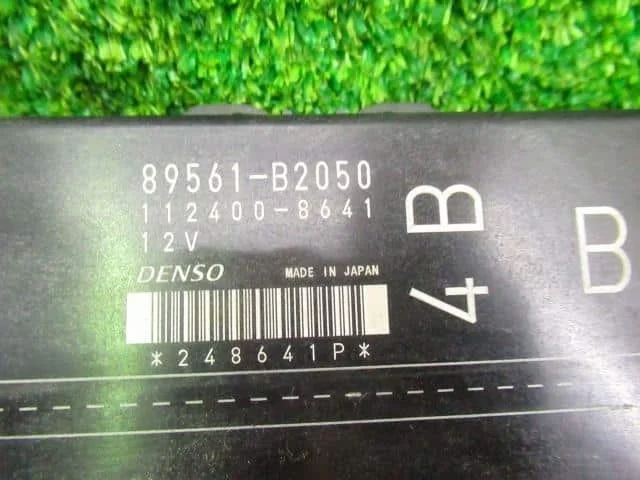 89561-B2050
112400-8641
12V
DENSO MADE IN JAPAN
*248641P*
4B
B